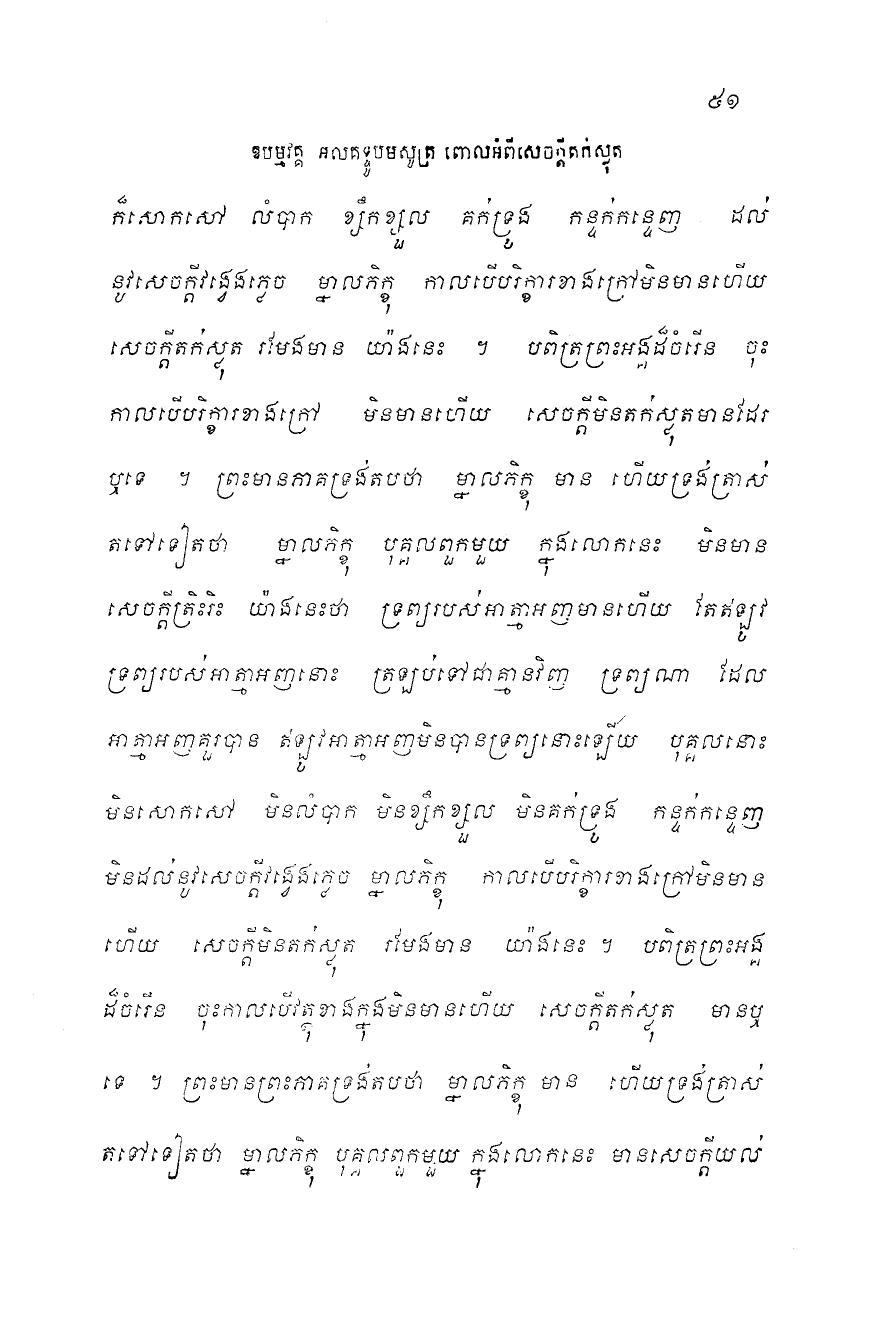 ៥១
ឧបម្មវគ្គ អលគទ្ទូបមសូត្រ ពោលអំពីសេចក្តីតក់ស្លុត
ក៏សោកសៅ លំបាក ខ្សឹកខ្សួល គក់ទ្រូង កន្ទក់កន្ទេញ ដល់
នូវសេចក្តីវង្វេងភ្លេច ម្នាលភិក្ខុ កាលបើបរិក្ខារខាងក្រៅមិនមានហើយ
សេចក្តីតក់ស្លុត រមែងមាន យ៉ាងនេះ ។ បពិត្រព្រះអង្គដ៏ចំរើន ចុះ
កាលបើបរិក្ខារខាងក្រៅ មិនមានហើយ សេចក្តីមិនតក់ស្លុតមានដែរ
ឬទេ ។ ព្រះមានភាគទ្រង់តបថា ម្នាលភិក្ខុ មាន ហើយទ្រង់ត្រាស់
តទៅទៀតថា ម្នាលភិក្ខុ បុគ្គលពួកមួយ ក្នុងលោកនេះ មិនមាន
សេចក្តីត្រិះរិះ យ៉ាងនេះថា ទ្រព្យរបស់អាត្មាអញមានហើយ តែឥឡូវ
ទ្រព្យរបស់អាត្មាអញនោះ ត្រឡប់ទៅជាគ្មានវិញ ទ្រព្យណា ដែល
អាត្មាអញគួរបាន ឥឡូវអាត្មាអញមិនបានទ្រព្យនោះឡើយ បុគ្គលនោះ
មិនសោកសៅ មិនលំបាក មិនខ្សឹកខ្សួល មិនគក់ទ្រូង កន្ទក់កន្ទេញ
មិនដល់នូវសេចក្តីវង្វេងភ្លេច ម្នាលភិក្ខុ កាលបើបរិក្ខារខាងក្រៅមិនមាន
ហើយ សេចក្តីមិនតក់ស្លុត រមែងមាន យ៉ាងនេះ ។ បពិត្រព្រះអង្គ
ដ៏ចំរើន ចុះកាលបើវត្ថុខាងក្នុងមិនមានហើយ សេចក្តីតក់ស្លុត មានឬ
ទេ ។ ព្រះមានព្រះភាគទ្រង់តបថា ម្នាលភិក្ខុ មាន ហើយទ្រង់ត្រាស់
តទៅទៀតថា ម្នាលភិក្ខុ បុគ្គលពួកមួយ ក្នុងលោកនេះ មានសេចក្តីយល់